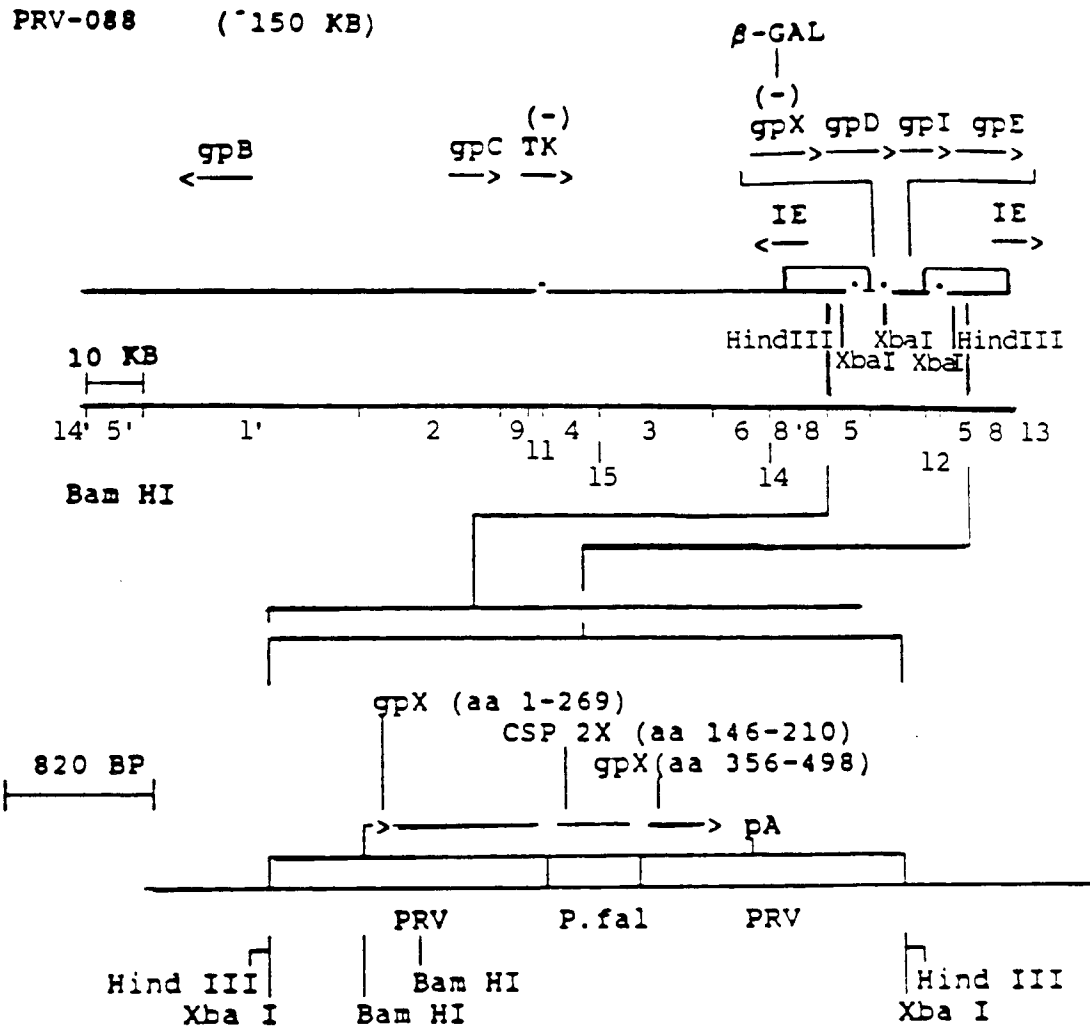 PRV-088 (~150 KB)
β-GAL
(-) (-)
gpB gpC TK gpX gpD gpI gpE
IE IE
HindIII XbaI HindIII
XbaI XbaI
10 KB
14' 5' 1' 2 9 4 3 6 8 '8 5 5 8 13
11 15 14 12
Bam HI
gpX (aa 1-269)
CSP 2X (aa 146-210)
gpX(aa 356-498)
820 BP
pA
PRV P.fal PRV
Hind III Bam HI Hind III
Xba I Bam HI Xba I